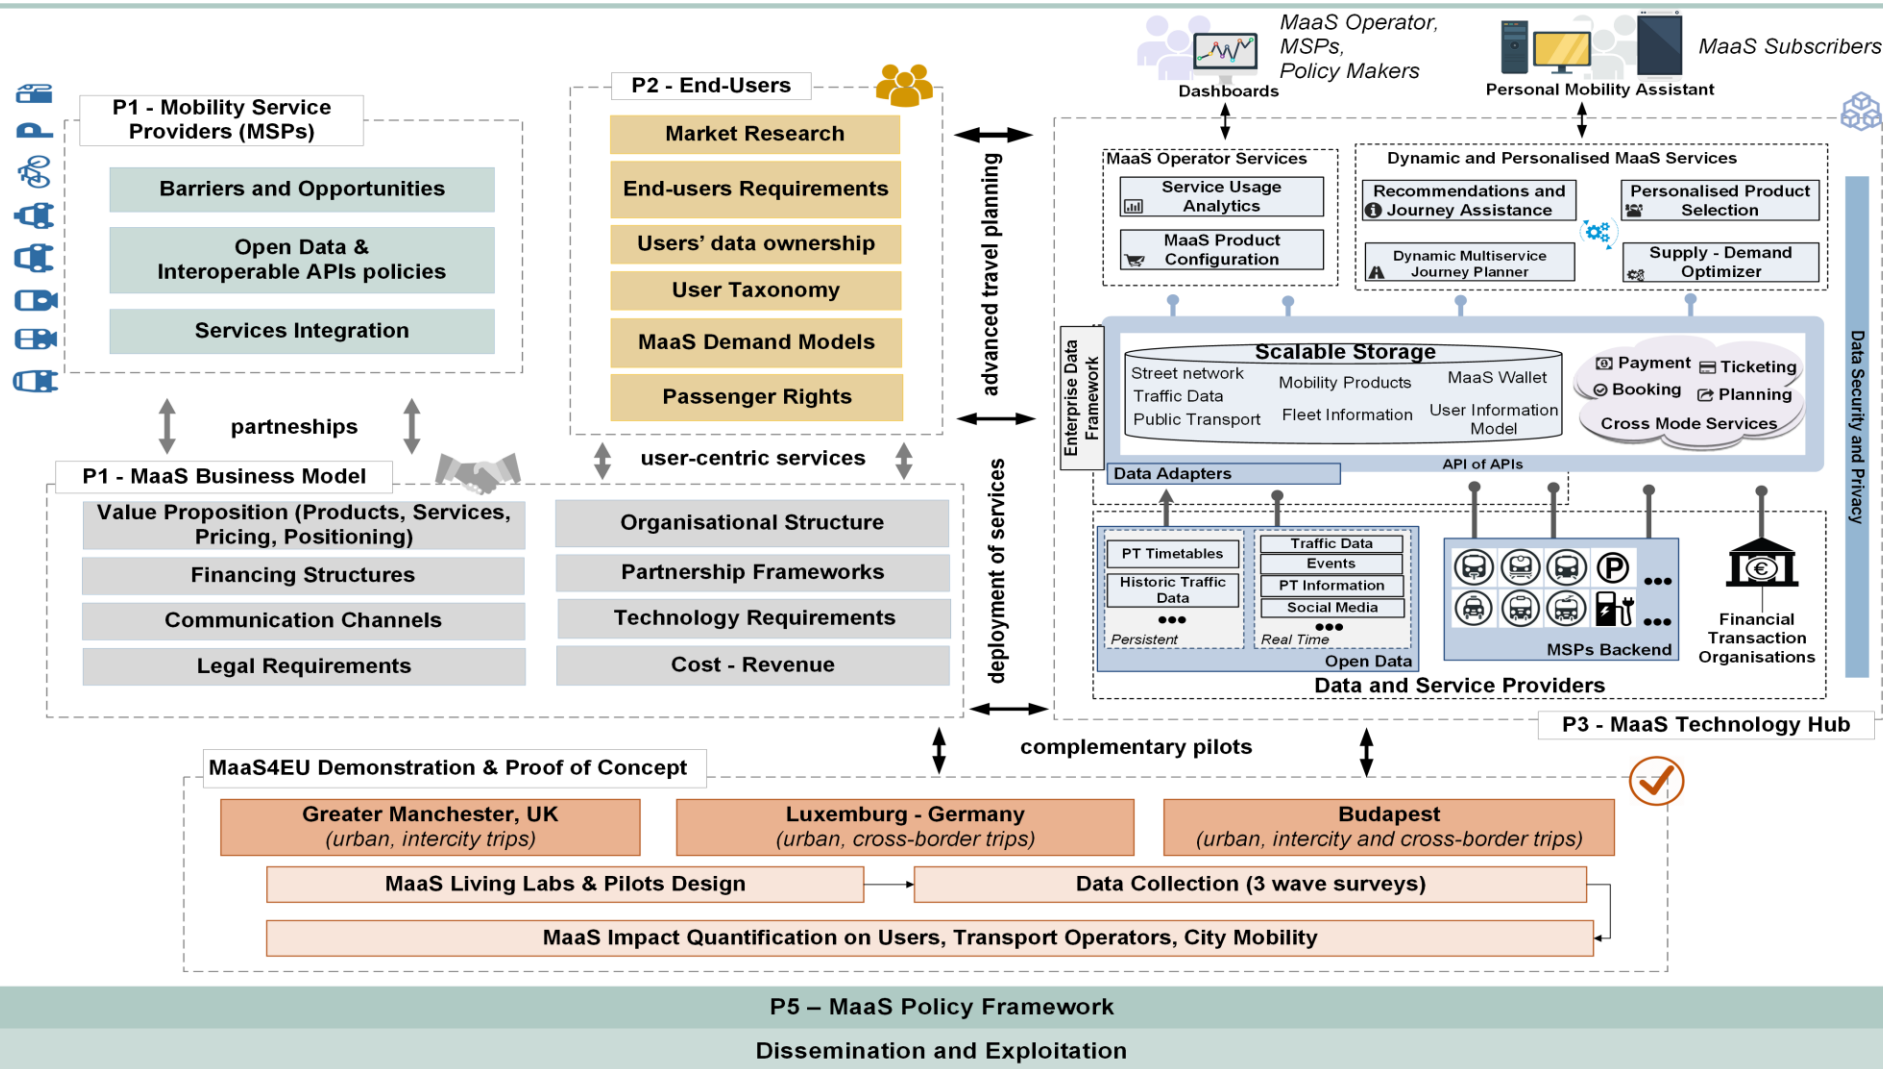 MaaS Operator,
MSPs,
Policy Makers
Dashboards
MaaS Subscribers
Personal Mobility Assistant
P1 - Mobility Service
Providers (MSPs)
Barriers and Opportunities
Open Data &
Interoperable APIs policies
Services Integration
partneships
P2 - End-Users
Market Research
End-users Requirements
Users' data ownership
User Taxonomy
MaaS Demand Models
Passenger Rights
user-centric services
P1 - MaaS Business Model
Value Proposition (Products, Services,
Pricing, Positioning)
Financing Structures
Communication Channels
Legal Requirements
Organisational Structure
Partnership Frameworks
Technology Requirements
Cost - Revenue
advanced travel planning
deployment of services
MaaS Operator Services
Service Usage
Analytics
MaaS Product
Configuration
Dynamic and Personalised MaaS Services
Recommendations and
Journey Assistance
Personalised Product
Selection
Dynamic Multiservice
Journey Planner
Supply - Demand
Optimizer
Enterprise Data
Framework
Scalable Storage
Street network
Traffic Data
Public Transport
Mobility Products
Fleet Information
MaaS Wallet
User Information
Model
Payment
Ticketing
Booking
Planning
Cross Mode Services
API of APIs
Data Adapters
Data Security and Privacy
PT Timetables
Historic Traffic
Data
•••
Persistent
Traffic Data
Events
PT Information
Social Media
•••
Real Time
Open Data
P
•••
•••
MSPs Backend
€
Financial
Transaction
Organisations
Data and Service Providers
P3 - MaaS Technology Hub
complementary pilots
MaaS4EU Demonstration & Proof of Concept
Greater Manchester, UK
(urban, intercity trips)
Luxemburg - Germany
(urban, cross-border trips)
Budapest
(urban, intercity and cross-border trips)
MaaS Living Labs & Pilots Design
Data Collection (3 wave surveys)
MaaS Impact Quantification on Users, Transport Operators, City Mobility
P5 – MaaS Policy Framework
Dissemination and Exploitation